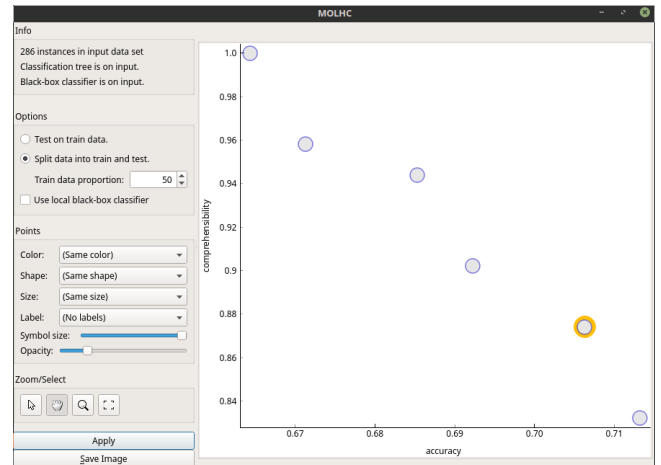 MOLHC
Info
286 instances in input data set
Classification tree is on input.
Black-box classifier is on input.
Options
Test on train data.
Split data into train and test.
Train data proportion: 50
Use local black-box classifier
Points
Color: (Same color)
Shape: (Same shape)
Size: (Same size)
Label: (No labels)
Symbol size:
Opacity:
Zoom/Select
Apply
Save Image
1.0
0.98
0.96
0.94
0.92
0.9
0.88
0.86
0.84
comprehensibility
0.67 0.68 0.69 0.70 0.71
accuracy